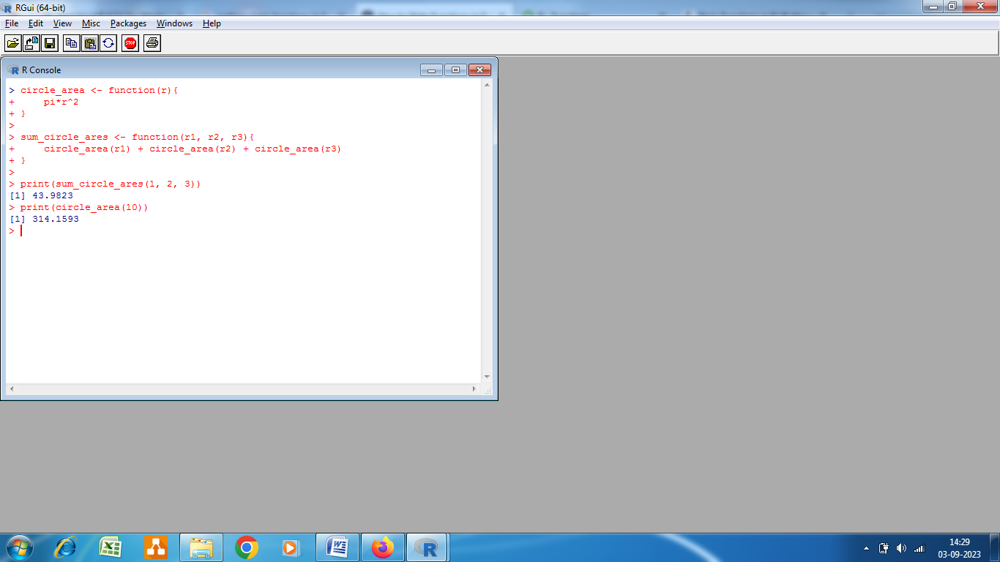 RGui (64-bit)
File Edit View Misc Packages Windows Help
STOP
R Console
> circle_area <- function(r){
+     pi*r^2
+ }
>
> sum_circle_ares <- function(r1, r2, r3){
+     circle_area(r1) + circle_area(r2) + circle_area(r3)
+ }
>
> print(sum_circle_ares(1, 2, 3))
[1] 43.9823
> print(circle_area(10))
[1] 314.1593
>
14:29
03-09-2023